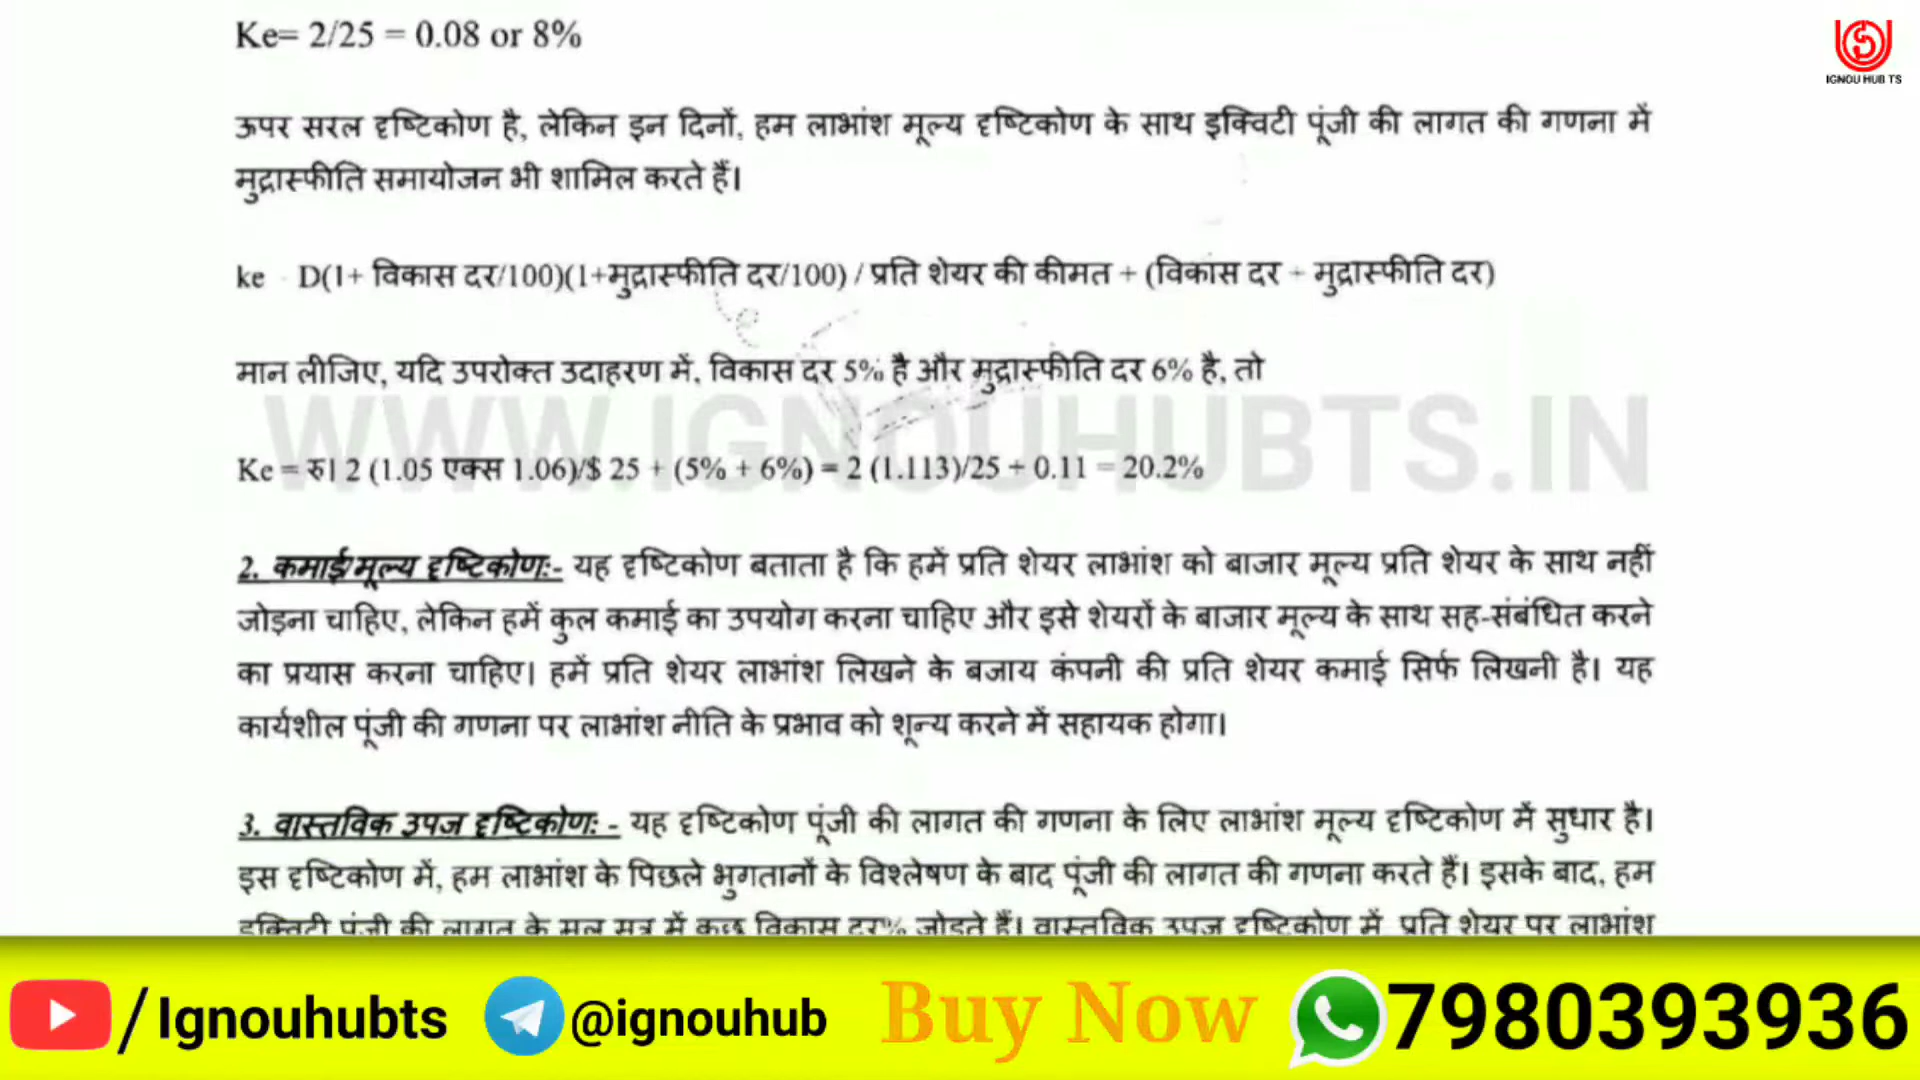 Ke= 2/25 = 0.08 or 8%
IGNOU HUB TS
ऊपर सरल दृष्टिकोण है, लेकिन इन दिनों, हम लाभांश मूल्य दृष्टिकोण के साथ इक्विटी पूंजी की लागत की गणना में
मुद्रास्फीति समायोजन भी शामिल करते हैं।
ke - D(1+ विकास दर/100)(1+मुद्रास्फीति दर/100) / प्रति शेयर की कीमत + (विकास दर + मुद्रास्फीति दर)
मान लीजिए, यदि उपरोक्त उदाहरण में, विकास दर 5% है और मुद्रास्फीति दर 6% है, तो
WWW.IGNOUHUBTS.IN
Ke = रु। 2 (1.05 एक्स 1.06)/$ 25 + (5% + 6%) = 2 (1.113)/25 + 0.11 = 20.2%
2. कमाई/मूल्य दृष्टिकोण:- यह दृष्टिकोण बताता है कि हमें प्रति शेयर लाभांश को बाजार मूल्य प्रति शेयर के साथ नहीं
जोड़ना चाहिए, लेकिन हमें कुल कमाई का उपयोग करना चाहिए और इसे शेयरों के बाजार मूल्य के साथ सह-संबंधित करने
का प्रयास करना चाहिए। हमें प्रति शेयर लाभांश लिखने के बजाय कंपनी की प्रति शेयर कमाई सिर्फ लिखनी है। यह
कार्यशील पूंजी की गणना पर लाभांश नीति के प्रभाव को शून्य करने में सहायक होगा।
3. वास्तविक उपज दृष्टिकोण: - यह दृष्टिकोण पूंजी की लागत की गणना के लिए लाभांश मूल्य दृष्टिकोण में सुधार है।
इस दृष्टिकोण में, हम लाभांश के पिछले भुगतानों के विश्लेषण के बाद पूंजी की लागत की गणना करते हैं। इसके बाद, हम
इक्विटी पूंजी की लागत के मूल सूत्र में कुछ विकास दर% जोड़ते हैं। वास्तविक उपज दृष्टिकोण में, प्रति शेयर पर लाभांश
/Ignouhubts @ignouhub Buy Now 7980393936